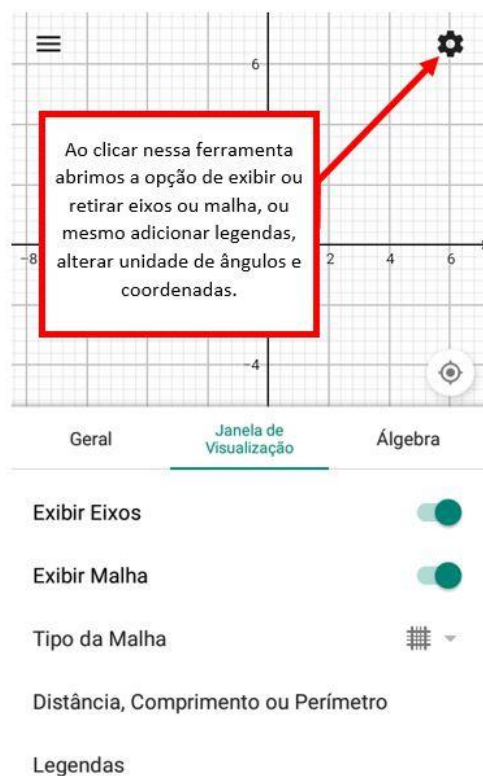 6
Ao clicar nessa ferramenta
abrimos a opção de exibir ou
retirar eixos ou malha, ou
mesmo adicionar legendas,
alterar unidade de ângulos e
coordenadas.
-8 2 4 6
-4
Geral Janela de Visualização Álgebra
Exibir Eixos
Exibir Malha
Tipo da Malha
Distância, Comprimento ou Perímetro
Legendas